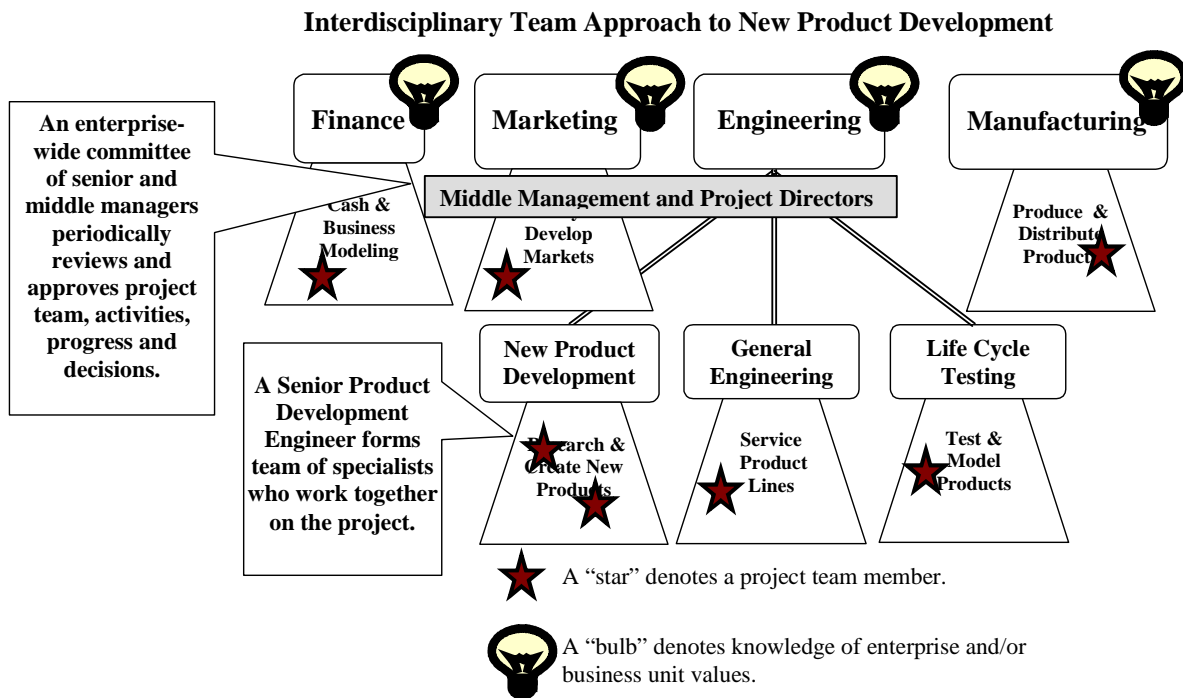 Interdisciplinary Team Approach to New Product Development
Finance
Marketing
Engineering
Manufacturing
An enterprise-
wide committee
of senior and
middle managers
periodically
reviews and
approves project
team, activities,
progress and
decisions.
Middle Management and Project Directors
Cash &
Business
Modeling
Develop
Markets
Produce &
Distribute
Product
New Product
Development
General
Engineering
Life Cycle
Testing
A Senior Product
Development
Engineer forms
team of specialists
who work together
on the project.
Research &
Create New
Products
Service
Product
Lines
Test &
Model
Products
A “star” denotes a project team member.
A “bulb” denotes knowledge of enterprise and/or
business unit values.